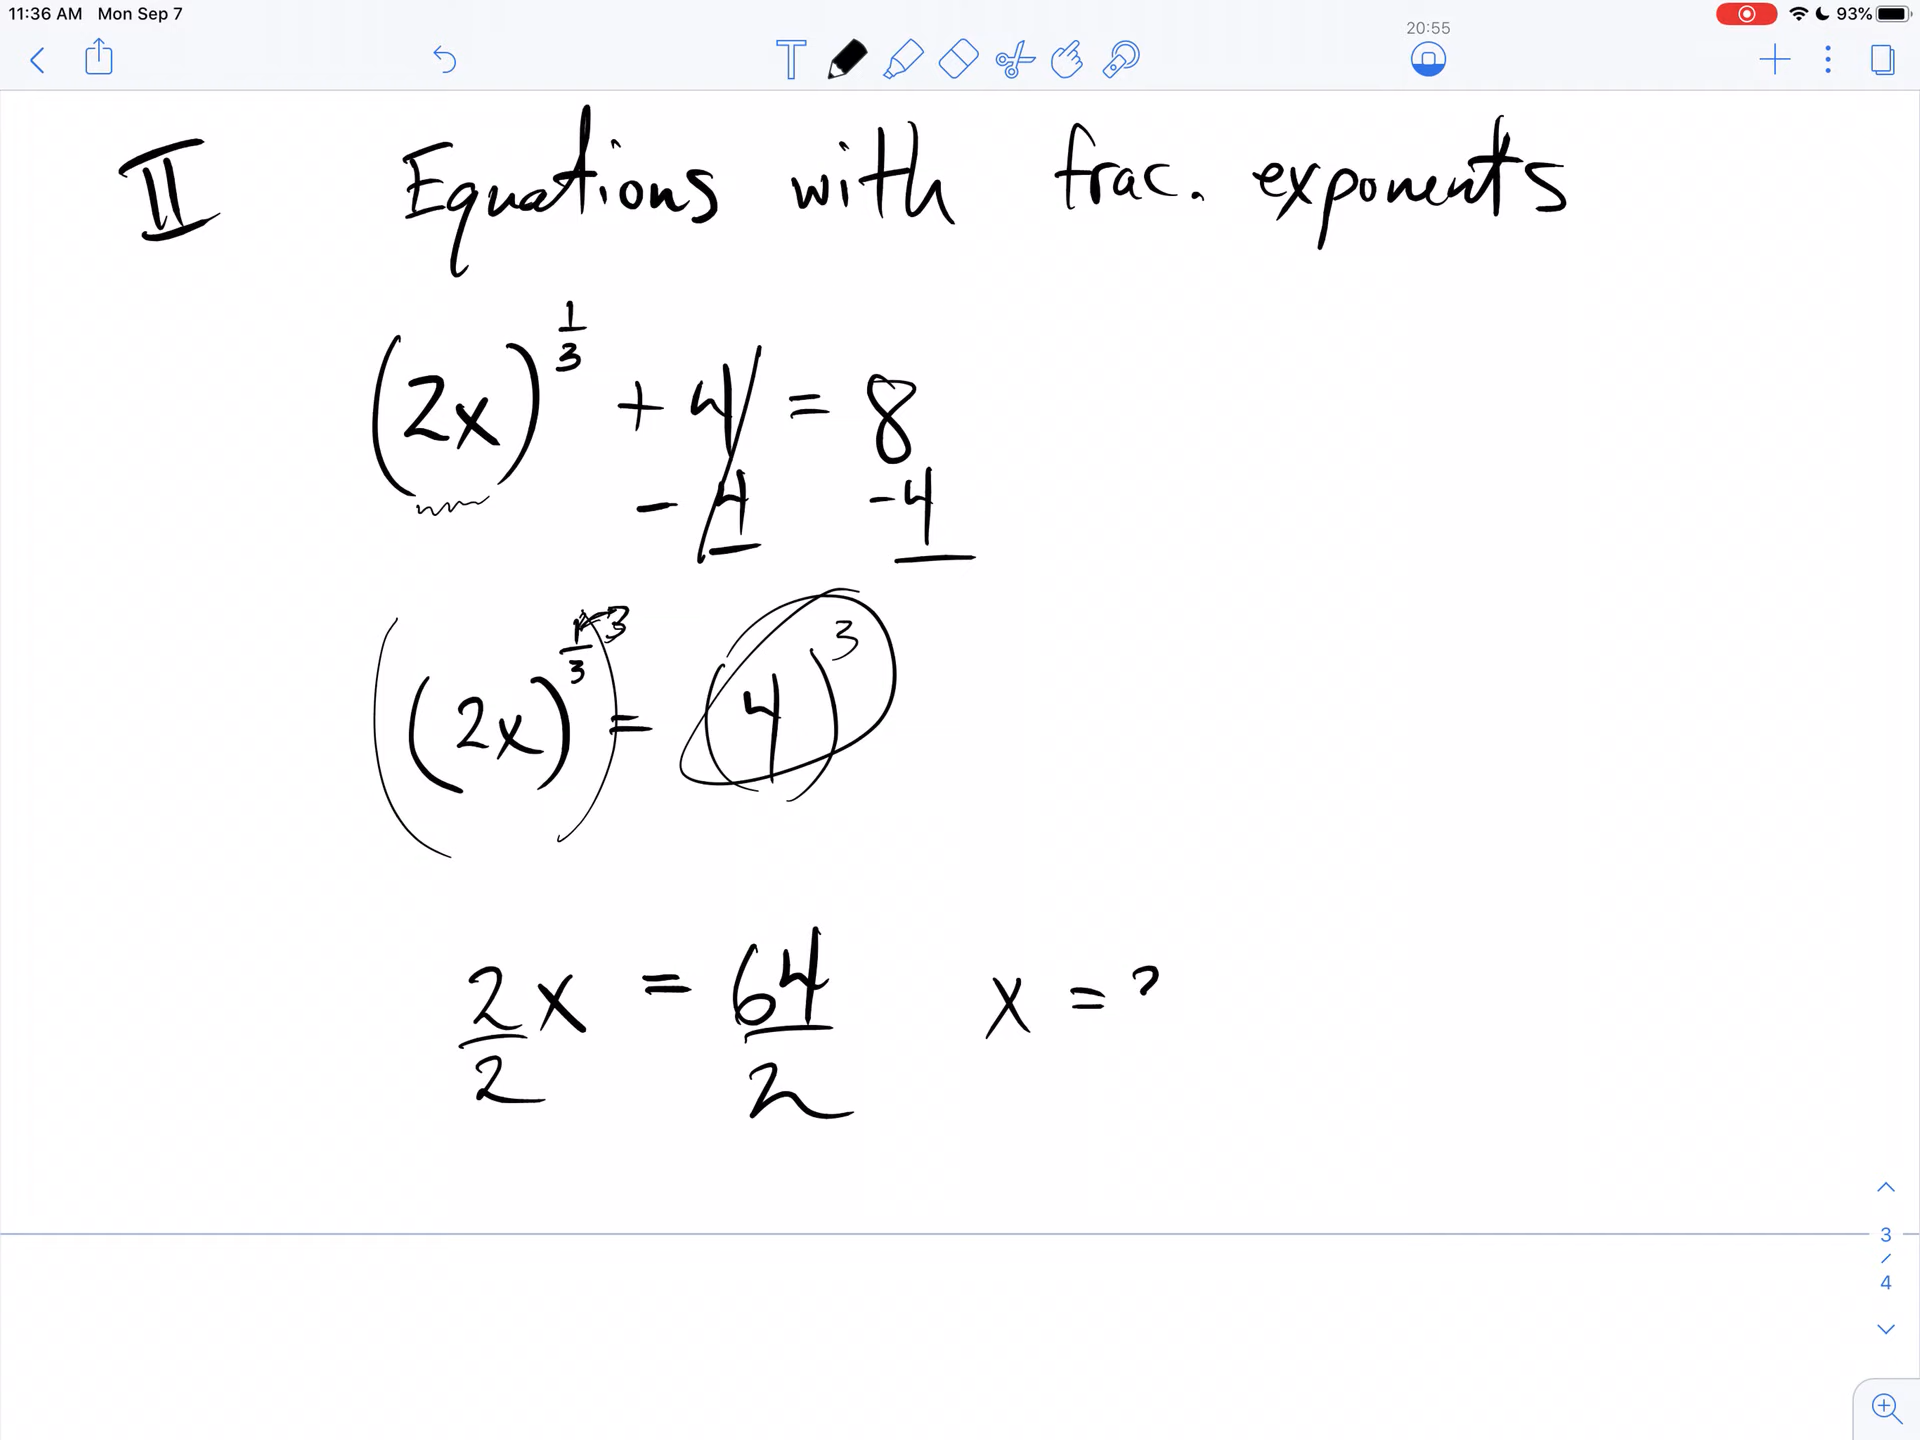 11:36 AM Mon Sep 7
93%
20:55
T
II Equations with frac. exponents
(2x)^{1/3} + 4 = 8
- 4 -4
((2x)^{1/3})^3 = (4)^3
2x/2 = 64/2 x = ?
3
/
4